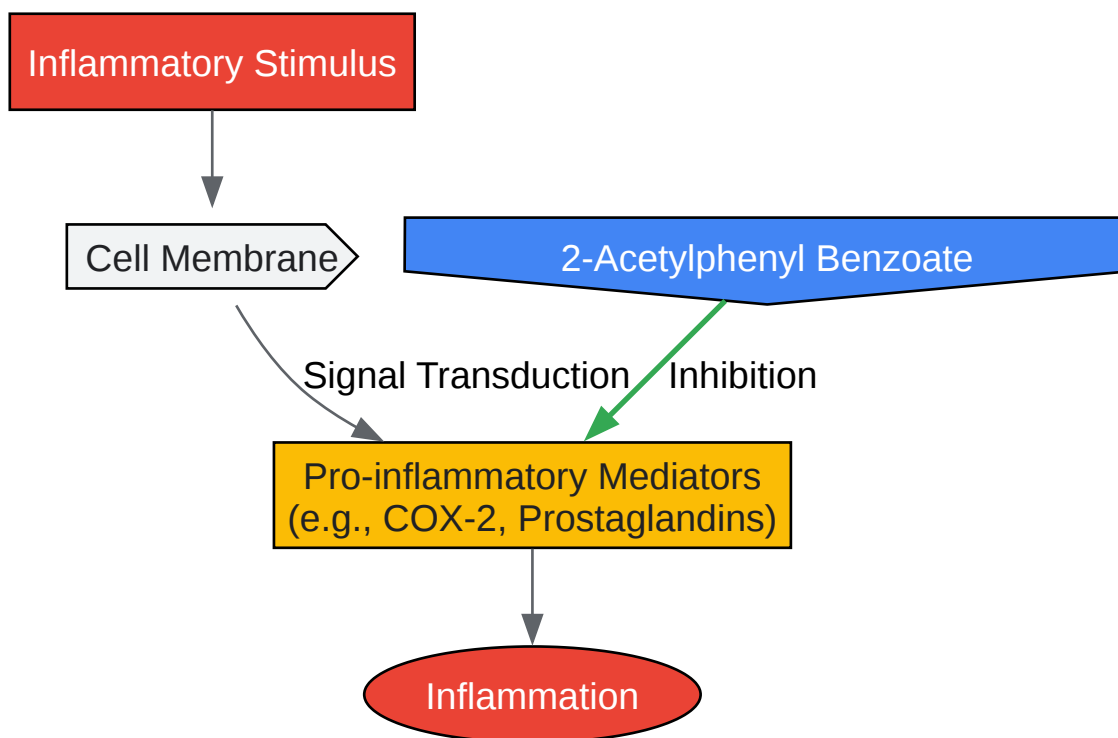 Inflammatory Stimulus
Cell Membrane
2-Acetylphenyl Benzoate
Signal Transduction
Inhibition
Pro-inflammatory Mediators
(e.g., COX-2, Prostaglandins)
Inflammation